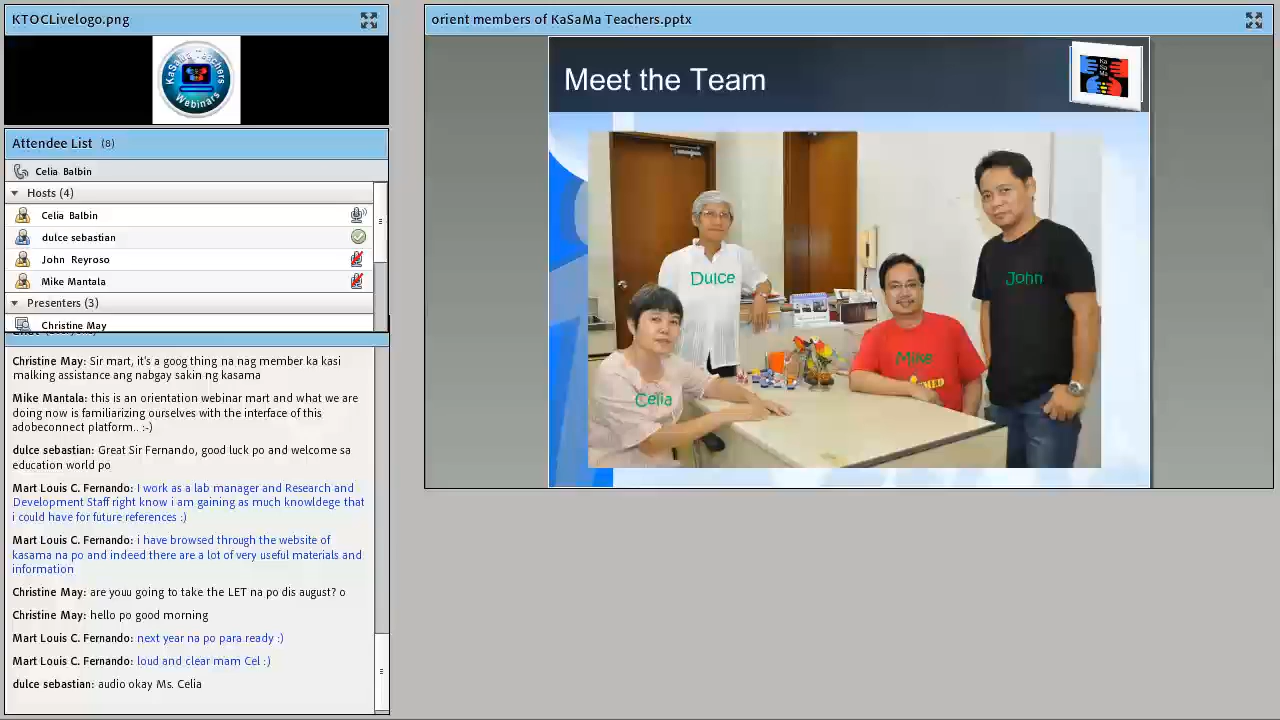 KTOCLivelogo.png
KaSaMa Teachers
Webinars
Attendee List (8)
Celia Balbin
Hosts (4)
Celia Balbin
dulce sebastian
John Reyroso
Mike Mantala
Presenters (3)
Christine May
Christine May: Sir mart, it's a goog thing na nag member ka kasi
malking assistance ang nabgay sakin ng kasama
Mike Mantala: this is an orientation webinar mart and what we are
doing now is familiarizing ourselves with the interface of this
adobeconnect platform.. :-)
dulce sebastian: Great Sir Fernando, good luck po and welcome sa
education world po
Mart Louis C. Fernando: I work as a lab manager and Research and
Development Staff right know i am gaining as much knowldege that
i could have for future references :)
Mart Louis C. Fernando: i have browsed through the website of
kasama na po and indeed there are a lot of very useful materials and
information
Christine May: are youu going to take the LET na po dis august? o
Christine May: hello po good morning
Mart Louis C. Fernando: next year na po para ready :)
Mart Louis C. Fernando: loud and clear mam Cel :)
dulce sebastian: audio okay Ms. Celia
orient members of KaSaMa Teachers.pptx
Meet the Team
Ka
Sa
Ma
Dulce
John
Mike
Celia